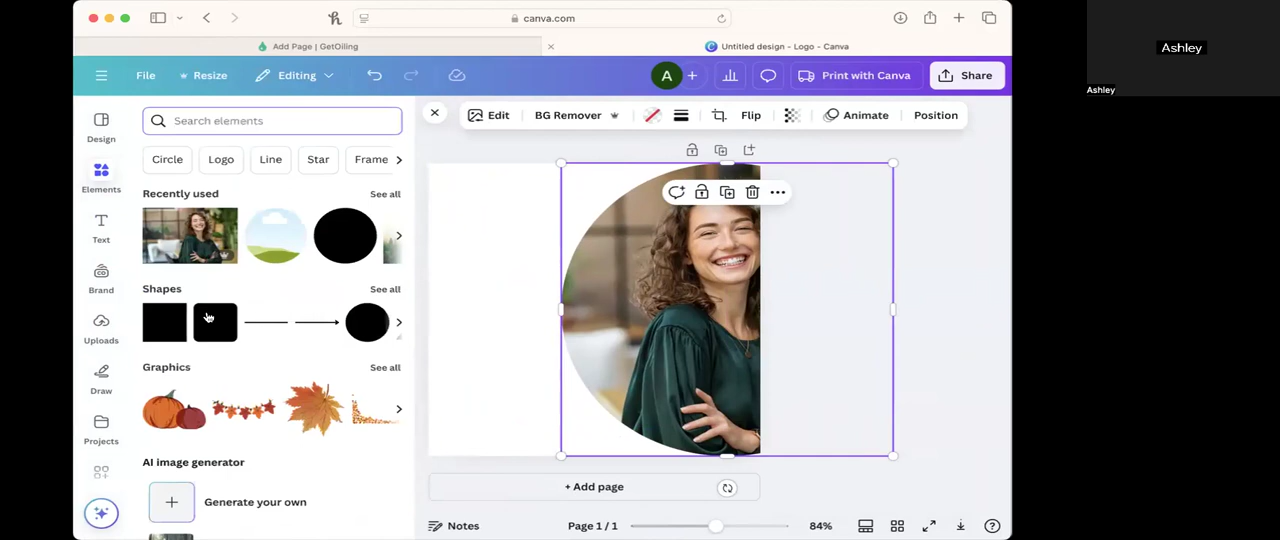 canva.com
Add Page | GetOiling
Untitled design - Logo - Canva
File
Resize
Editing
A
Print with Canva
Share
Ashley
Ashley
Search elements
Edit
BG Remover
Flip
Animate
Position
Design
Elements
Text
Brand
Uploads
Draw
Projects
Circle
Logo
Line
Star
Frame
Recently used
See all
Shapes
See all
Graphics
See all
AI image generator
Generate your own
+ Add page
Notes
Page 1 / 1
84%